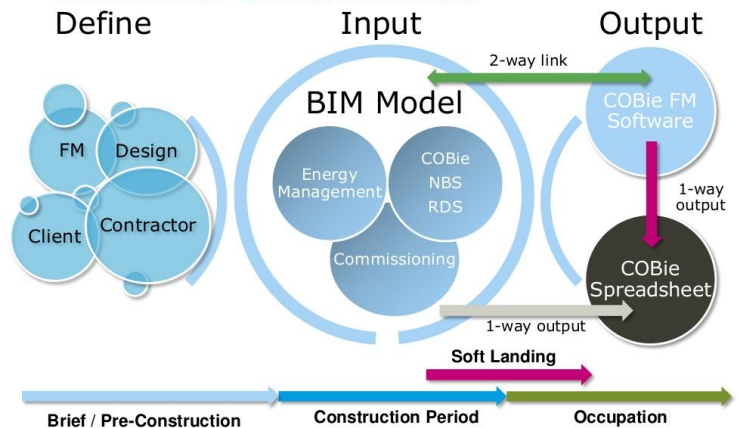 Define
Input
Output
2-way link
BIM Model
COBie FM
Software
FM
Design
Energy
Management
COBie
NBS
RDS
1-way
output
Client
Contractor
Commissioning
COBie
Spreadsheet
1-way output
Soft Landing
Brief / Pre-Construction
Construction Period
Occupation